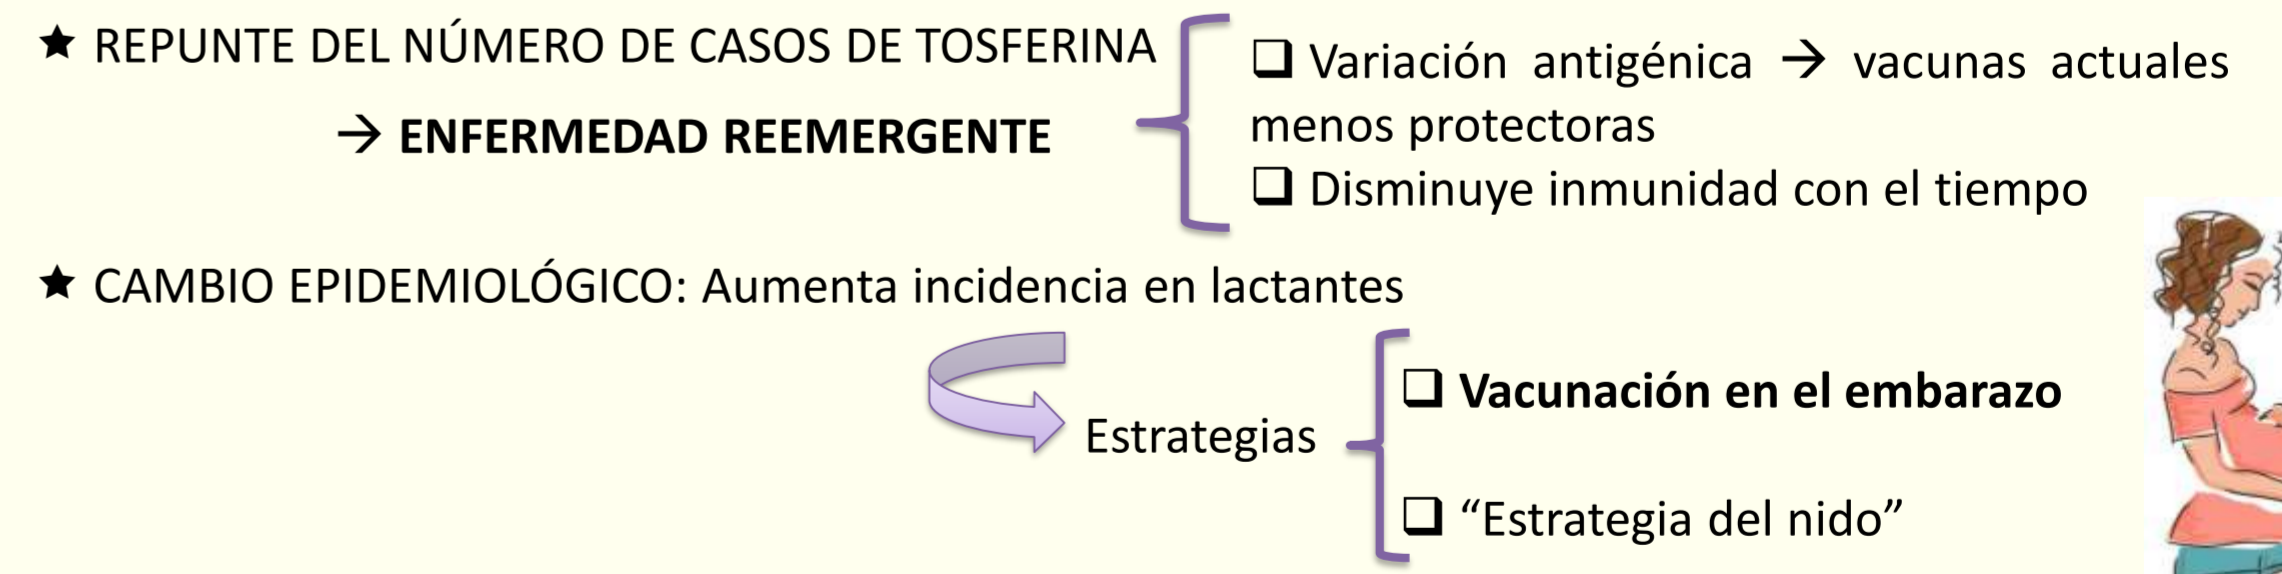 ★ REPUNTE DEL NÚMERO DE CASOS DE TOSFERINA
→ ENFERMEDAD REEMERGENTE
❑ Variación antigénica → vacunas actuales
menos protectoras
❑ Disminuye inmunidad con el tiempo
★ CAMBIO EPIDEMIOLÓGICO: Aumenta incidencia en lactantes
Estrategias
❑ Vacunación en el embarazo
❑ “Estrategia del nido”